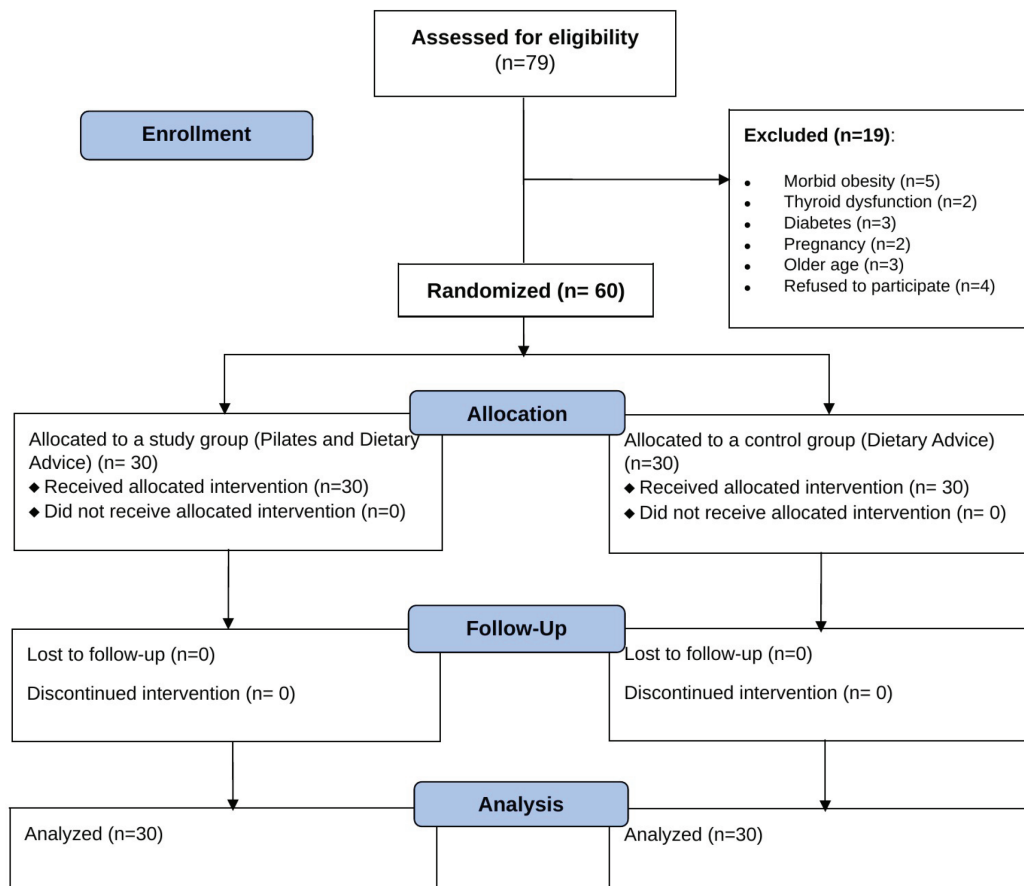 Assessed for eligibility
(n=79)
Enrollment
Excluded (n=19):
• Morbid obesity (n=5)
• Thyroid dysfunction (n=2)
• Diabetes (n=3)
• Pregnancy (n=2)
• Older age (n=3)
• Refused to participate (n=4)
Randomized (n= 60)
Allocation
Allocated to a study group (Pilates and Dietary
Advice) (n= 30)
◆ Received allocated intervention (n=30)
◆ Did not receive allocated intervention (n=0)
Allocated to a control group (Dietary Advice)
(n=30)
◆ Received allocated intervention (n= 30)
◆ Did not receive allocated intervention (n= 0)
Follow-Up
Lost to follow-up (n=0)
Discontinued intervention (n= 0)
Lost to follow-up (n=0)
Discontinued intervention (n= 0)
Analysis
Analyzed (n=30)
Analyzed (n=30)